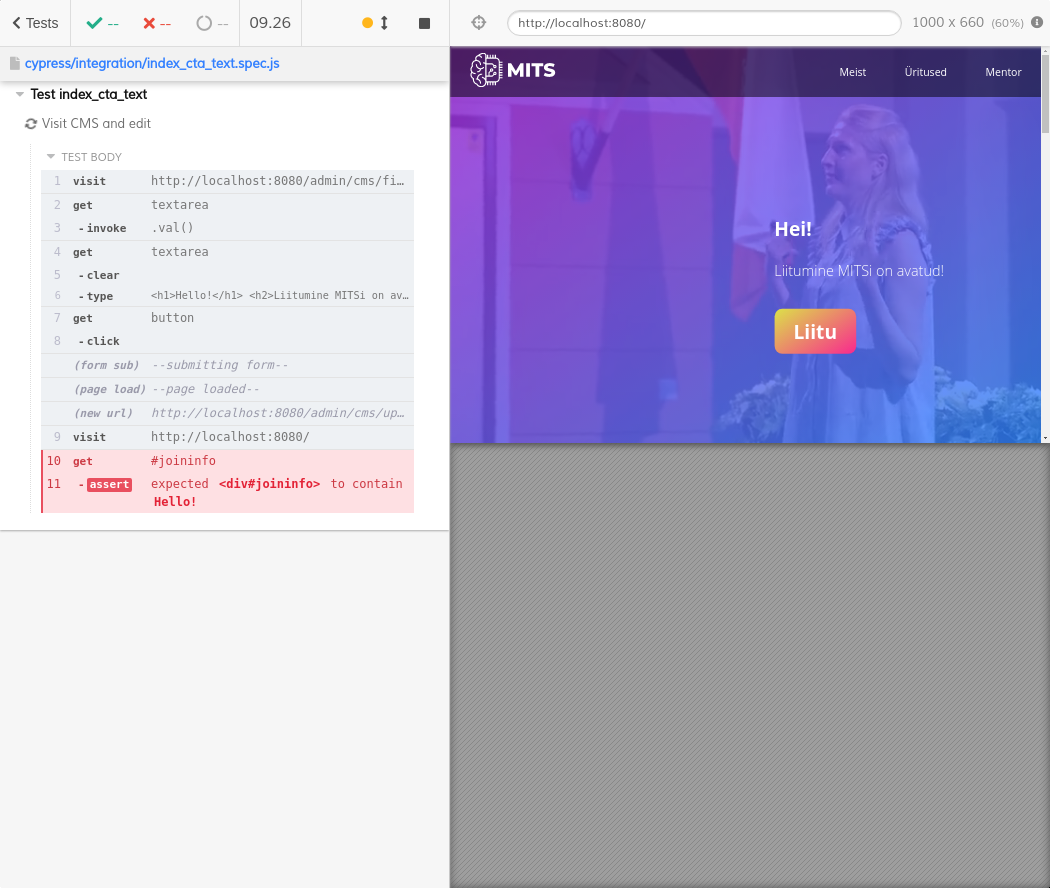 Tests -- -- -- 09.26
http://localhost:8080/ 1000 x 660 (60%)
cypress/integration/index_cta_text.spec.js
Test index_cta_text
Visit CMS and edit
TEST BODY
1 visit http://localhost:8080/admin/cms/fi…
2 get textarea
3 - invoke .val()
4 get textarea
5 - clear
6 - type <h1>Hello!</h1> <h2>Liitumine MITSi on av…
7 get button
8 - click
(form sub) --submitting form--
(page load) --page loaded--
(new url) http://localhost:8080/admin/cms/up…
9 visit http://localhost:8080/
10 get #joininfo
11 - assert expected <div#joininfo> to contain
Hello!
MITS
Meist Üritused Mentor
Hei!
Liitumine MITSi on avatud!
Liitu